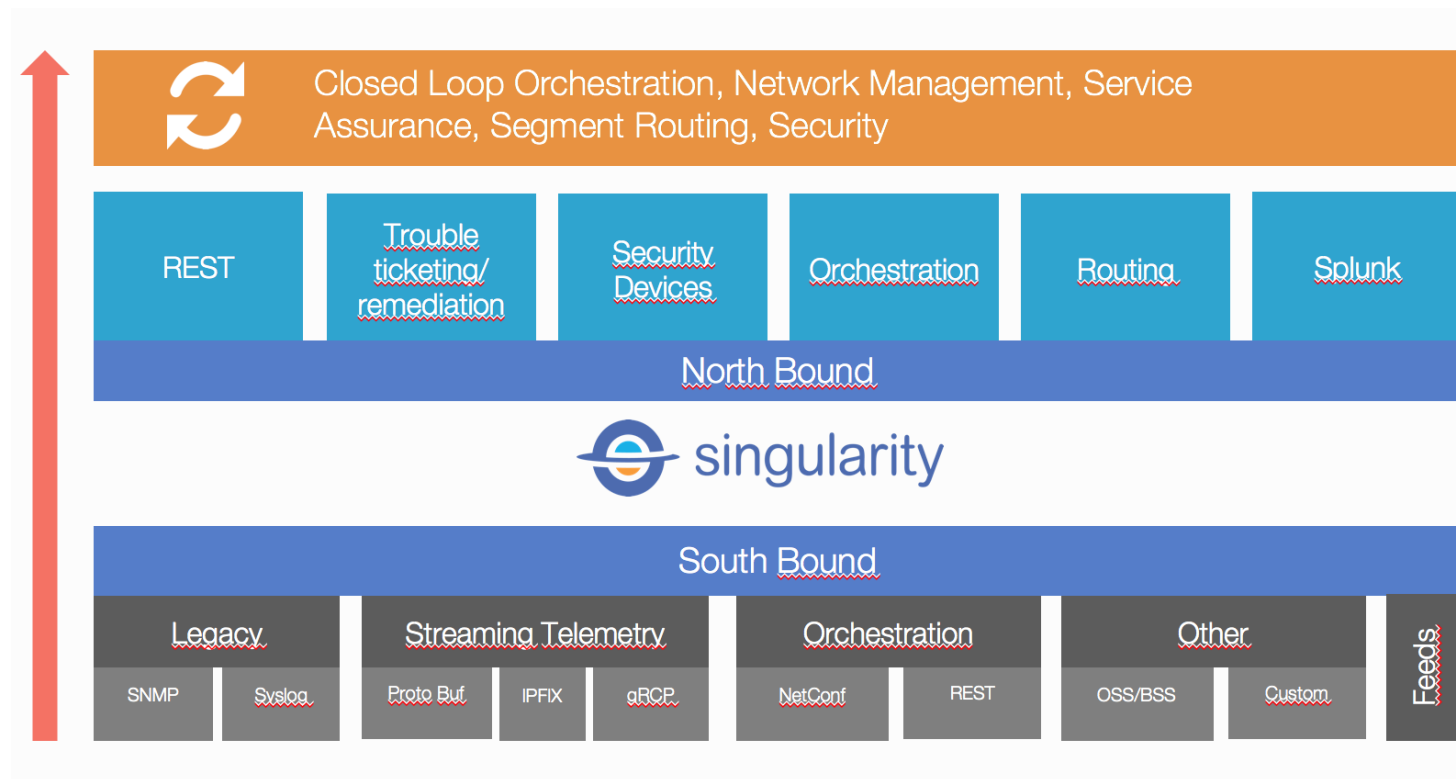 Closed Loop Orchestration, Network Management, Service
Assurance, Segment Routing, Security
REST
Trouble
ticketing/
remediation
Security
Devices
Orchestration
Routing
Splunk
North Bound
singularity
South Bound
Legacy
Streaming Telemetry
Orchestration
Other
Feeds
SNMP
Syslog
Proto Buf
IPFIX
gRCP
NetConf
REST
OSS/BSS
Custom